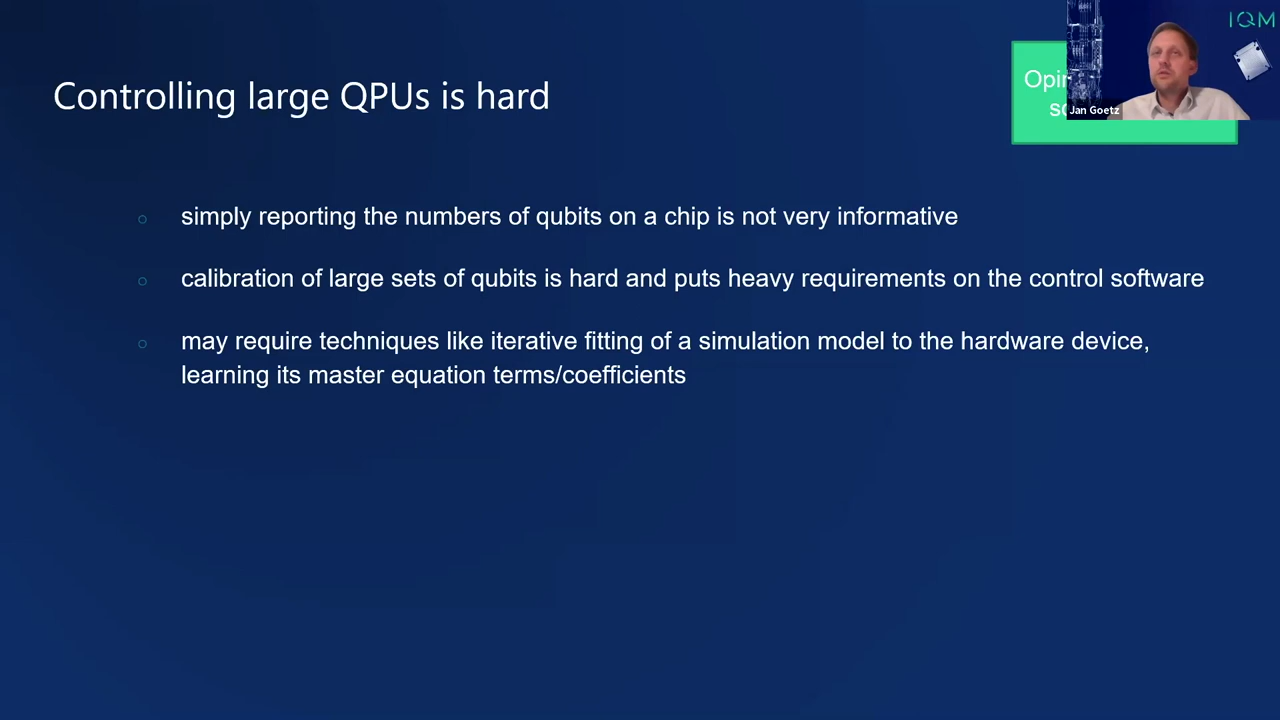 IQM
Controlling large QPUs is hard
Jan Goetz
simply reporting the numbers of qubits on a chip is not very informative
calibration of large sets of qubits is hard and puts heavy requirements on the control software
may require techniques like iterative fitting of a simulation model to the hardware device,
learning its master equation terms/coefficients